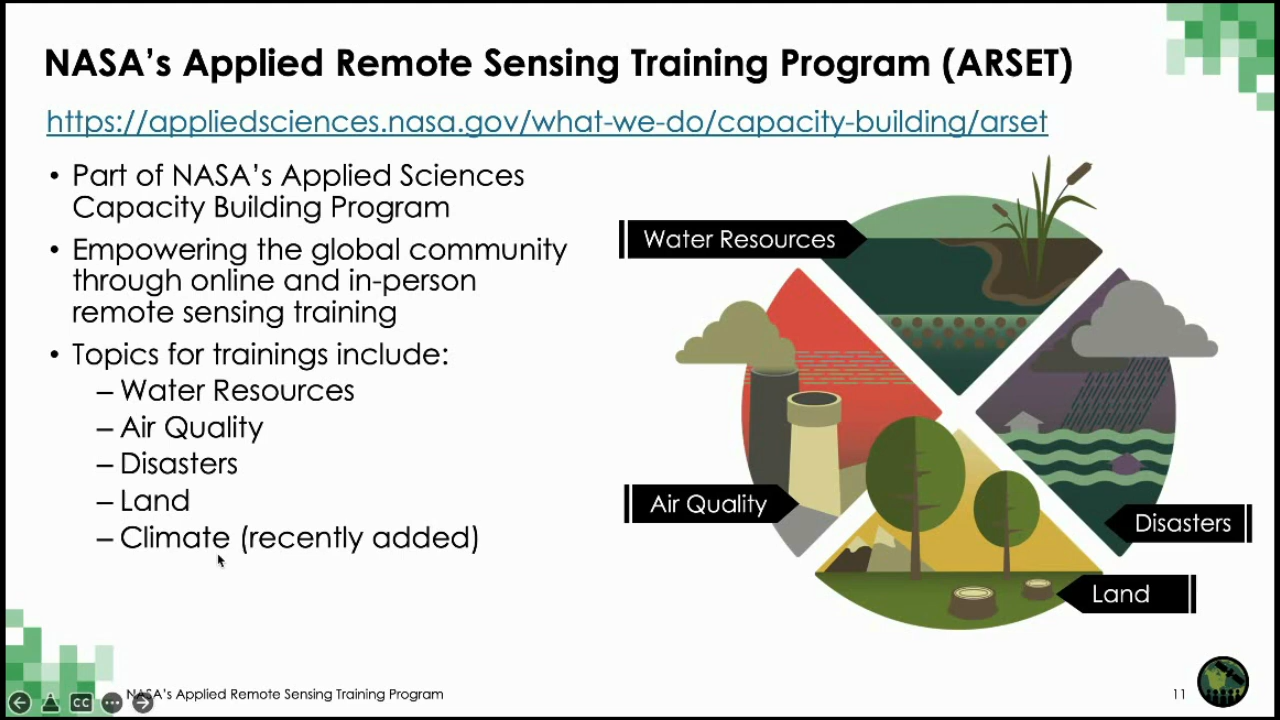 NASA’s Applied Remote Sensing Training Program (ARSET)
https://appliedsciences.nasa.gov/what-we-do/capacity-building/arset
• Part of NASA’s Applied Sciences
Capacity Building Program
• Empowering the global community
through online and in-person
remote sensing training
• Topics for trainings include:
– Water Resources
– Air Quality
– Disasters
– Land
– Climate (recently added)
Water Resources
Air Quality
Disasters
Land
CC
NASA’s Applied Remote Sensing Training Program
11